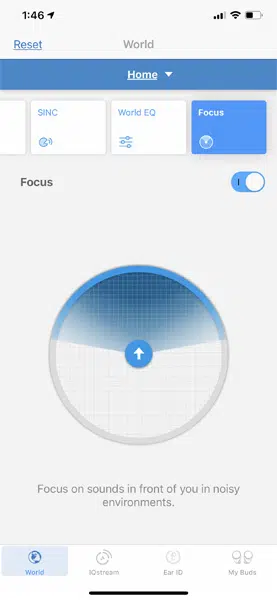 1:46
Reset World
Home
SINC World EQ Focus
Focus
Focus on sounds in front of you in noisy
environments.
World IQstream Ear ID My Buds